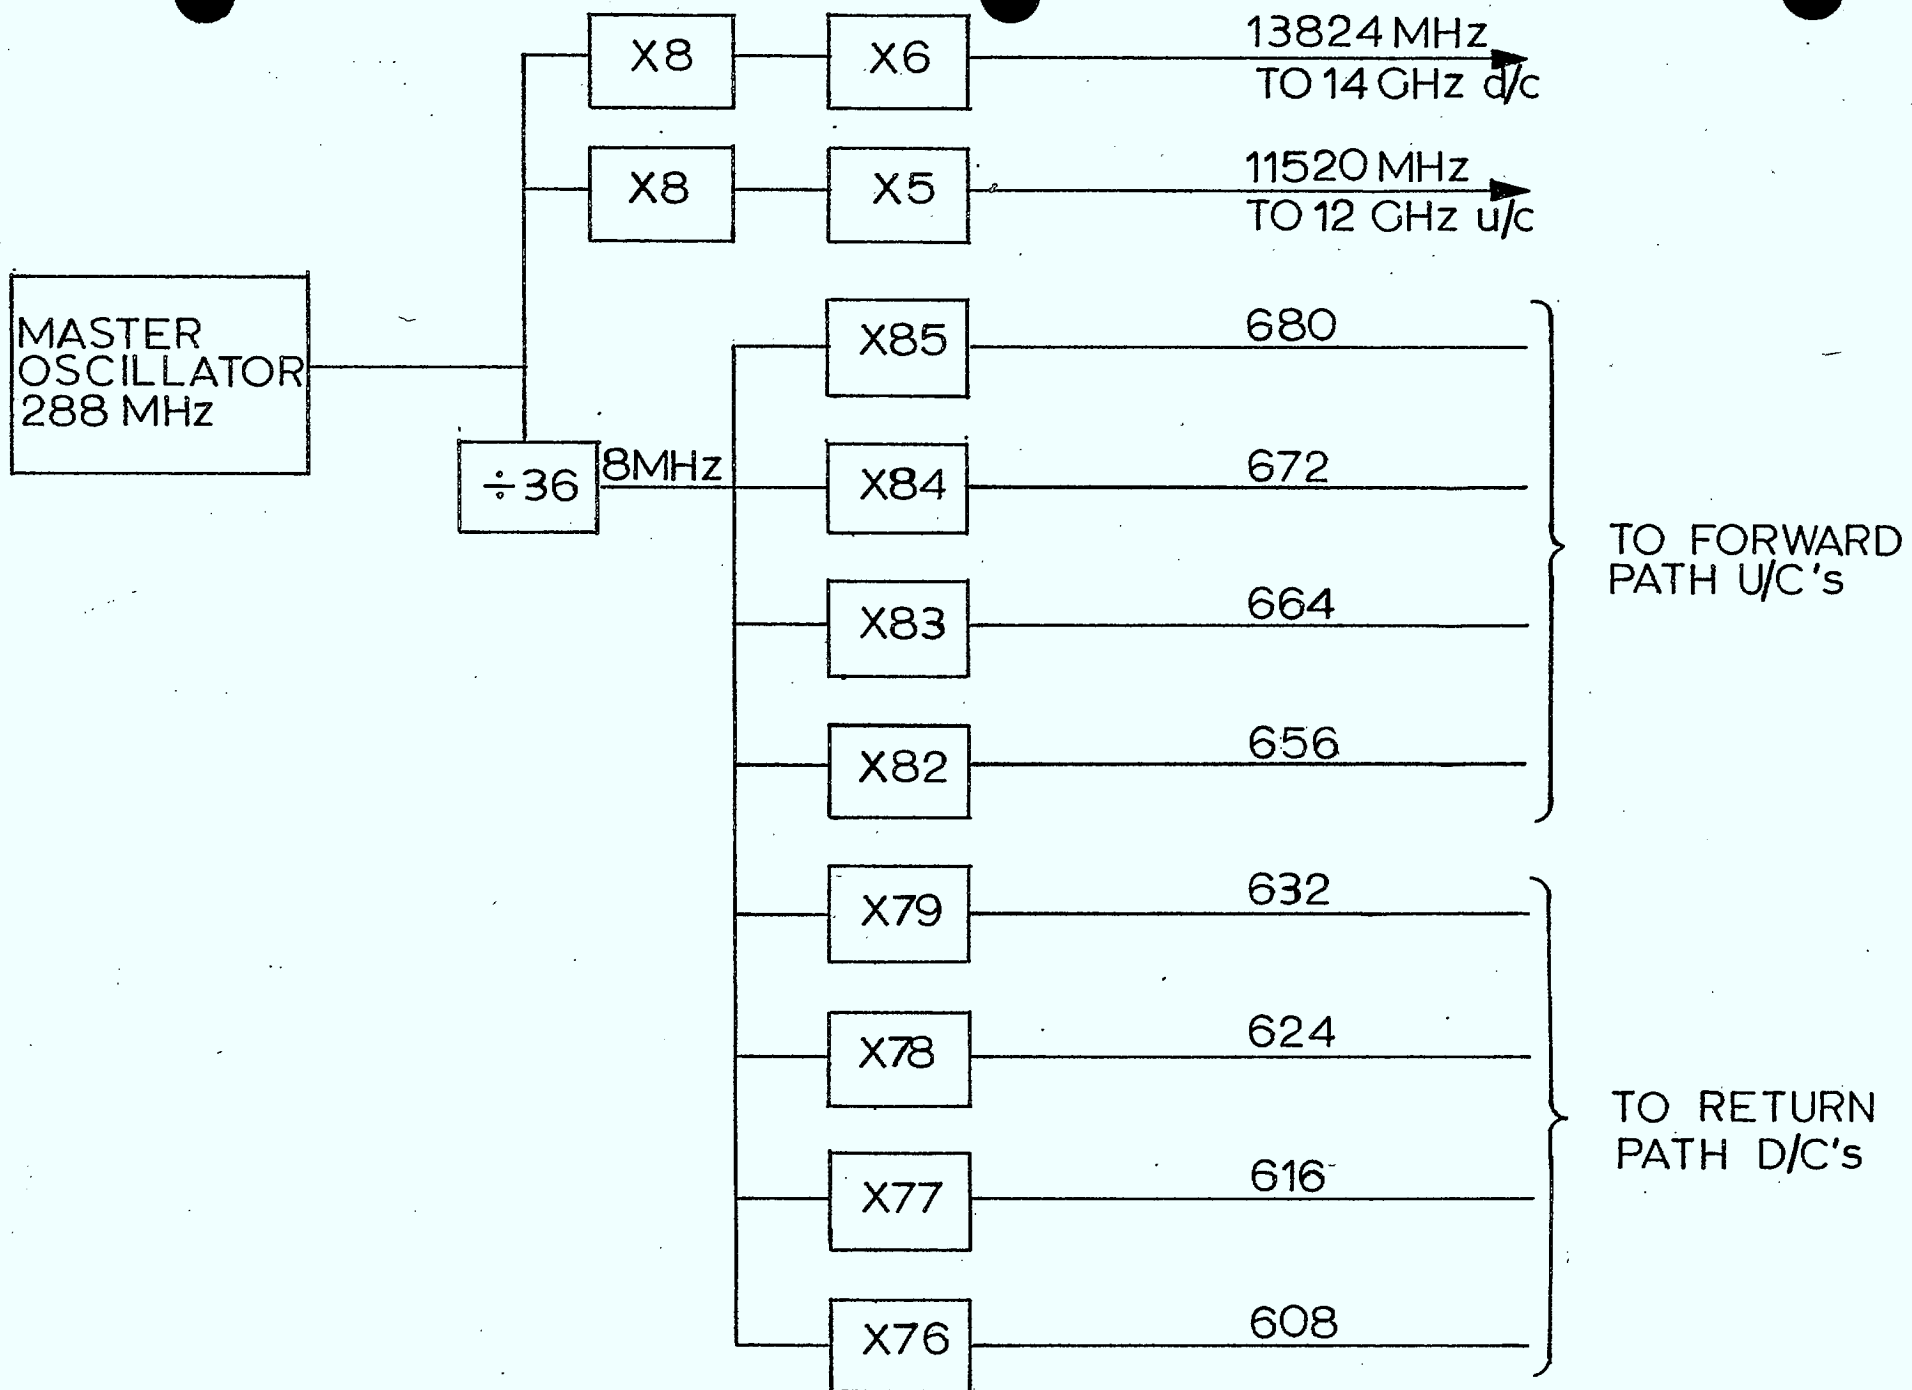 X8
X6
13824 MHz
TO 14 GHz d/c
X8
X5
11520 MHz
TO 12 GHz u/c
MASTER
OSCILLATOR
288 MHz
÷36
8MHz
X85
680
X84
672
X83
664
X82
656
TO FORWARD
PATH U/C's
X79
632
X78
624
X77
616
X76
608
TO RETURN
PATH D/C's